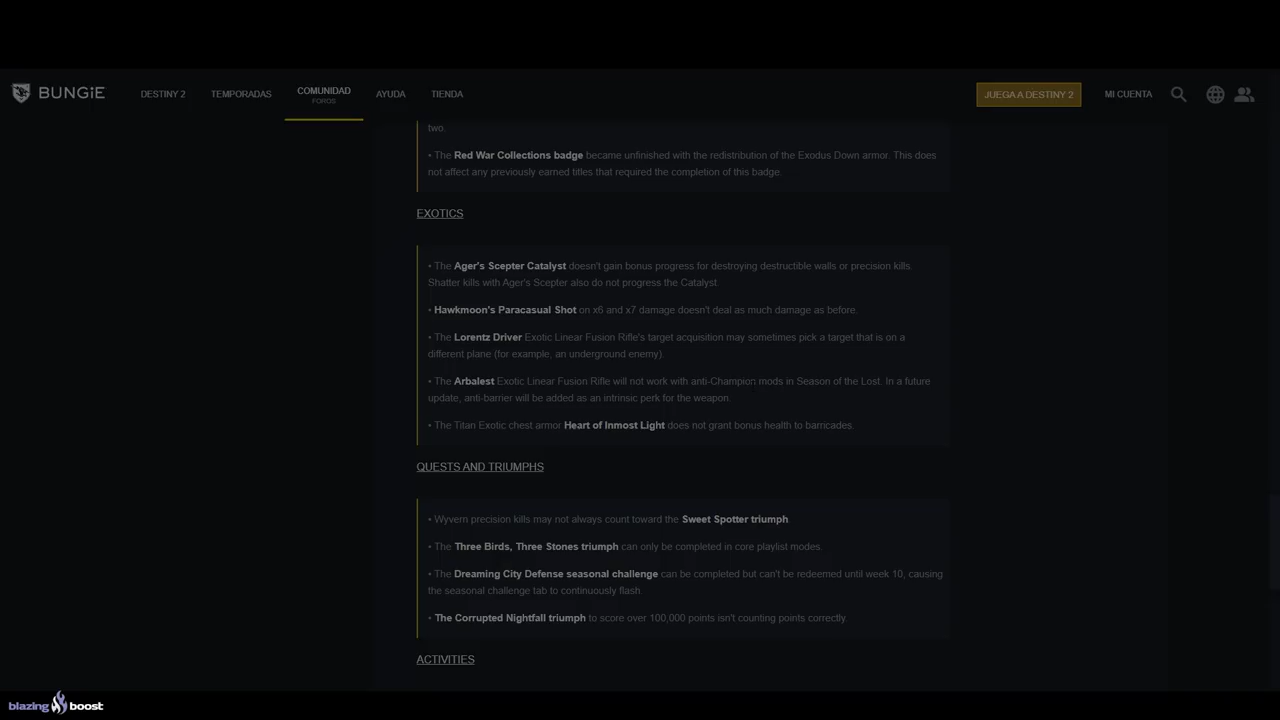 BUNGiE
DESTINY 2
TEMPORADAS
COMUNIDAD
FOROS
AYUDA
TIENDA
JUEGA A DESTINY 2
MI CUENTA
two.
• The Red War Collections badge became unfinished with the redistribution of the Exodus Down armor. This does
not affect any previously earned titles that required the completion of this badge.
EXOTICS
• The Ager's Scepter Catalyst doesn't gain bonus progress for destroying destructible walls or precision kills.
Shatter kills with Ager's Scepter also do not progress the Catalyst.
• Hawkmoon's Paracasual Shot on x6 and x7 damage doesn't deal as much damage as before.
• The Lorentz Driver Exotic Linear Fusion Rifle's target acquisition may sometimes pick a target that is on a
different plane (for example, an underground enemy).
• The Arbalest Exotic Linear Fusion Rifle will not work with anti-Champion mods in Season of the Lost. In a future
update, anti-barrier will be added as an intrinsic perk for the weapon.
• The Titan Exotic chest armor Heart of Inmost Light does not grant bonus health to barricades.
QUESTS AND TRIUMPHS
• Wyvern precision kills may not always count toward the Sweet Spotter triumph.
• The Three Birds, Three Stones triumph can only be completed in core playlist modes.
• The Dreaming City Defense seasonal challenge can be completed but can't be redeemed until week 10, causing
the seasonal challenge tab to continuously flash.
• The Corrupted Nightfall triumph to score over 100,000 points isn't counting points correctly.
ACTIVITIES
blazing boost